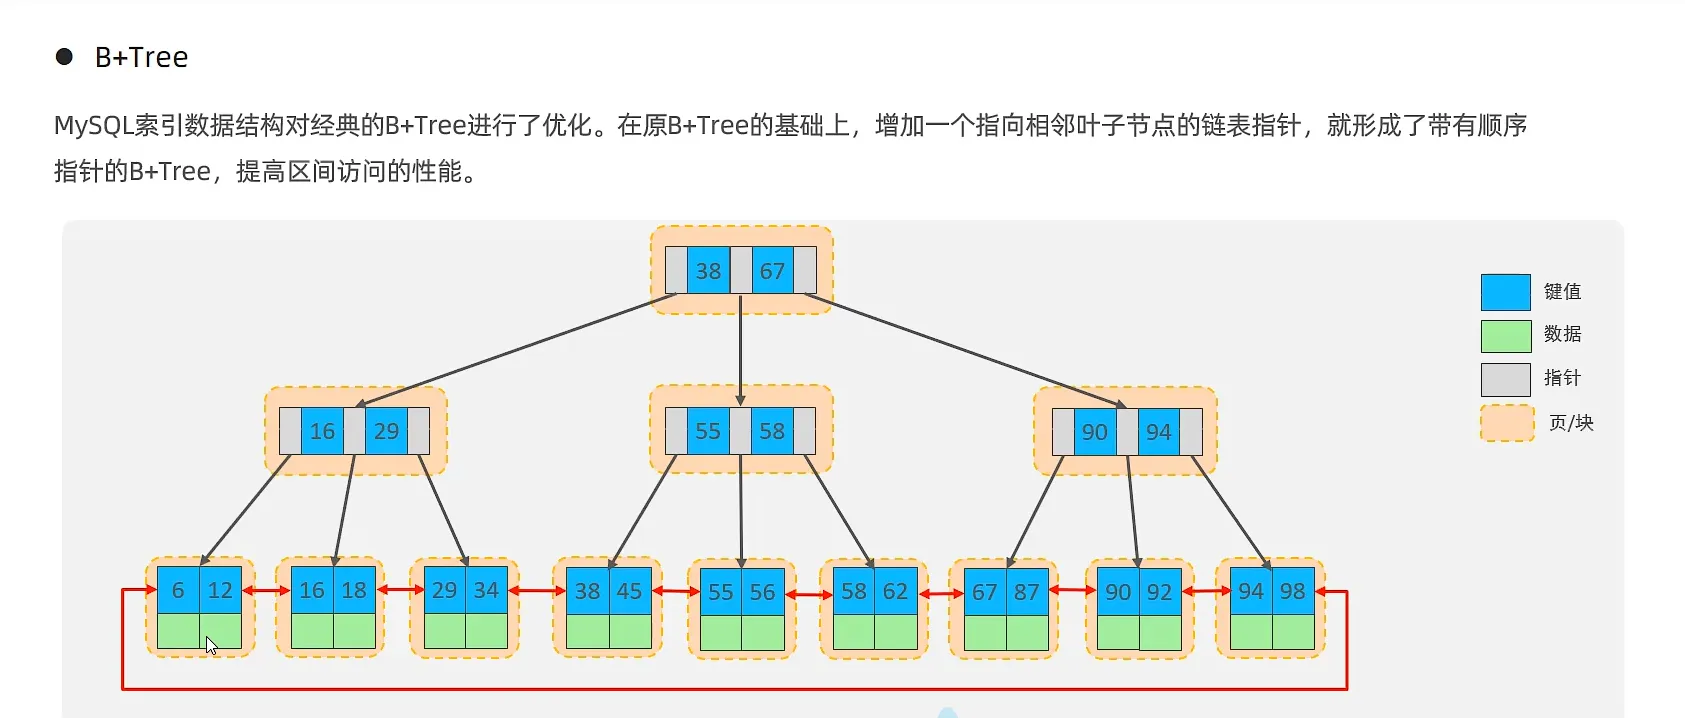 B+Tree
MySQL索引数据结构对经典的B+Tree进行了优化。在原B+Tree的基础上，增加一个指向相邻叶子节点的链表指针，就形成了带有顺序
指针的B+Tree，提高区间访问的性能。
38 67
键值
数据
指针
页/块
16 29 55 58 90 94
6 12 16 18 29 34 38 45 55 56 58 62 67 87 90 92 94 98